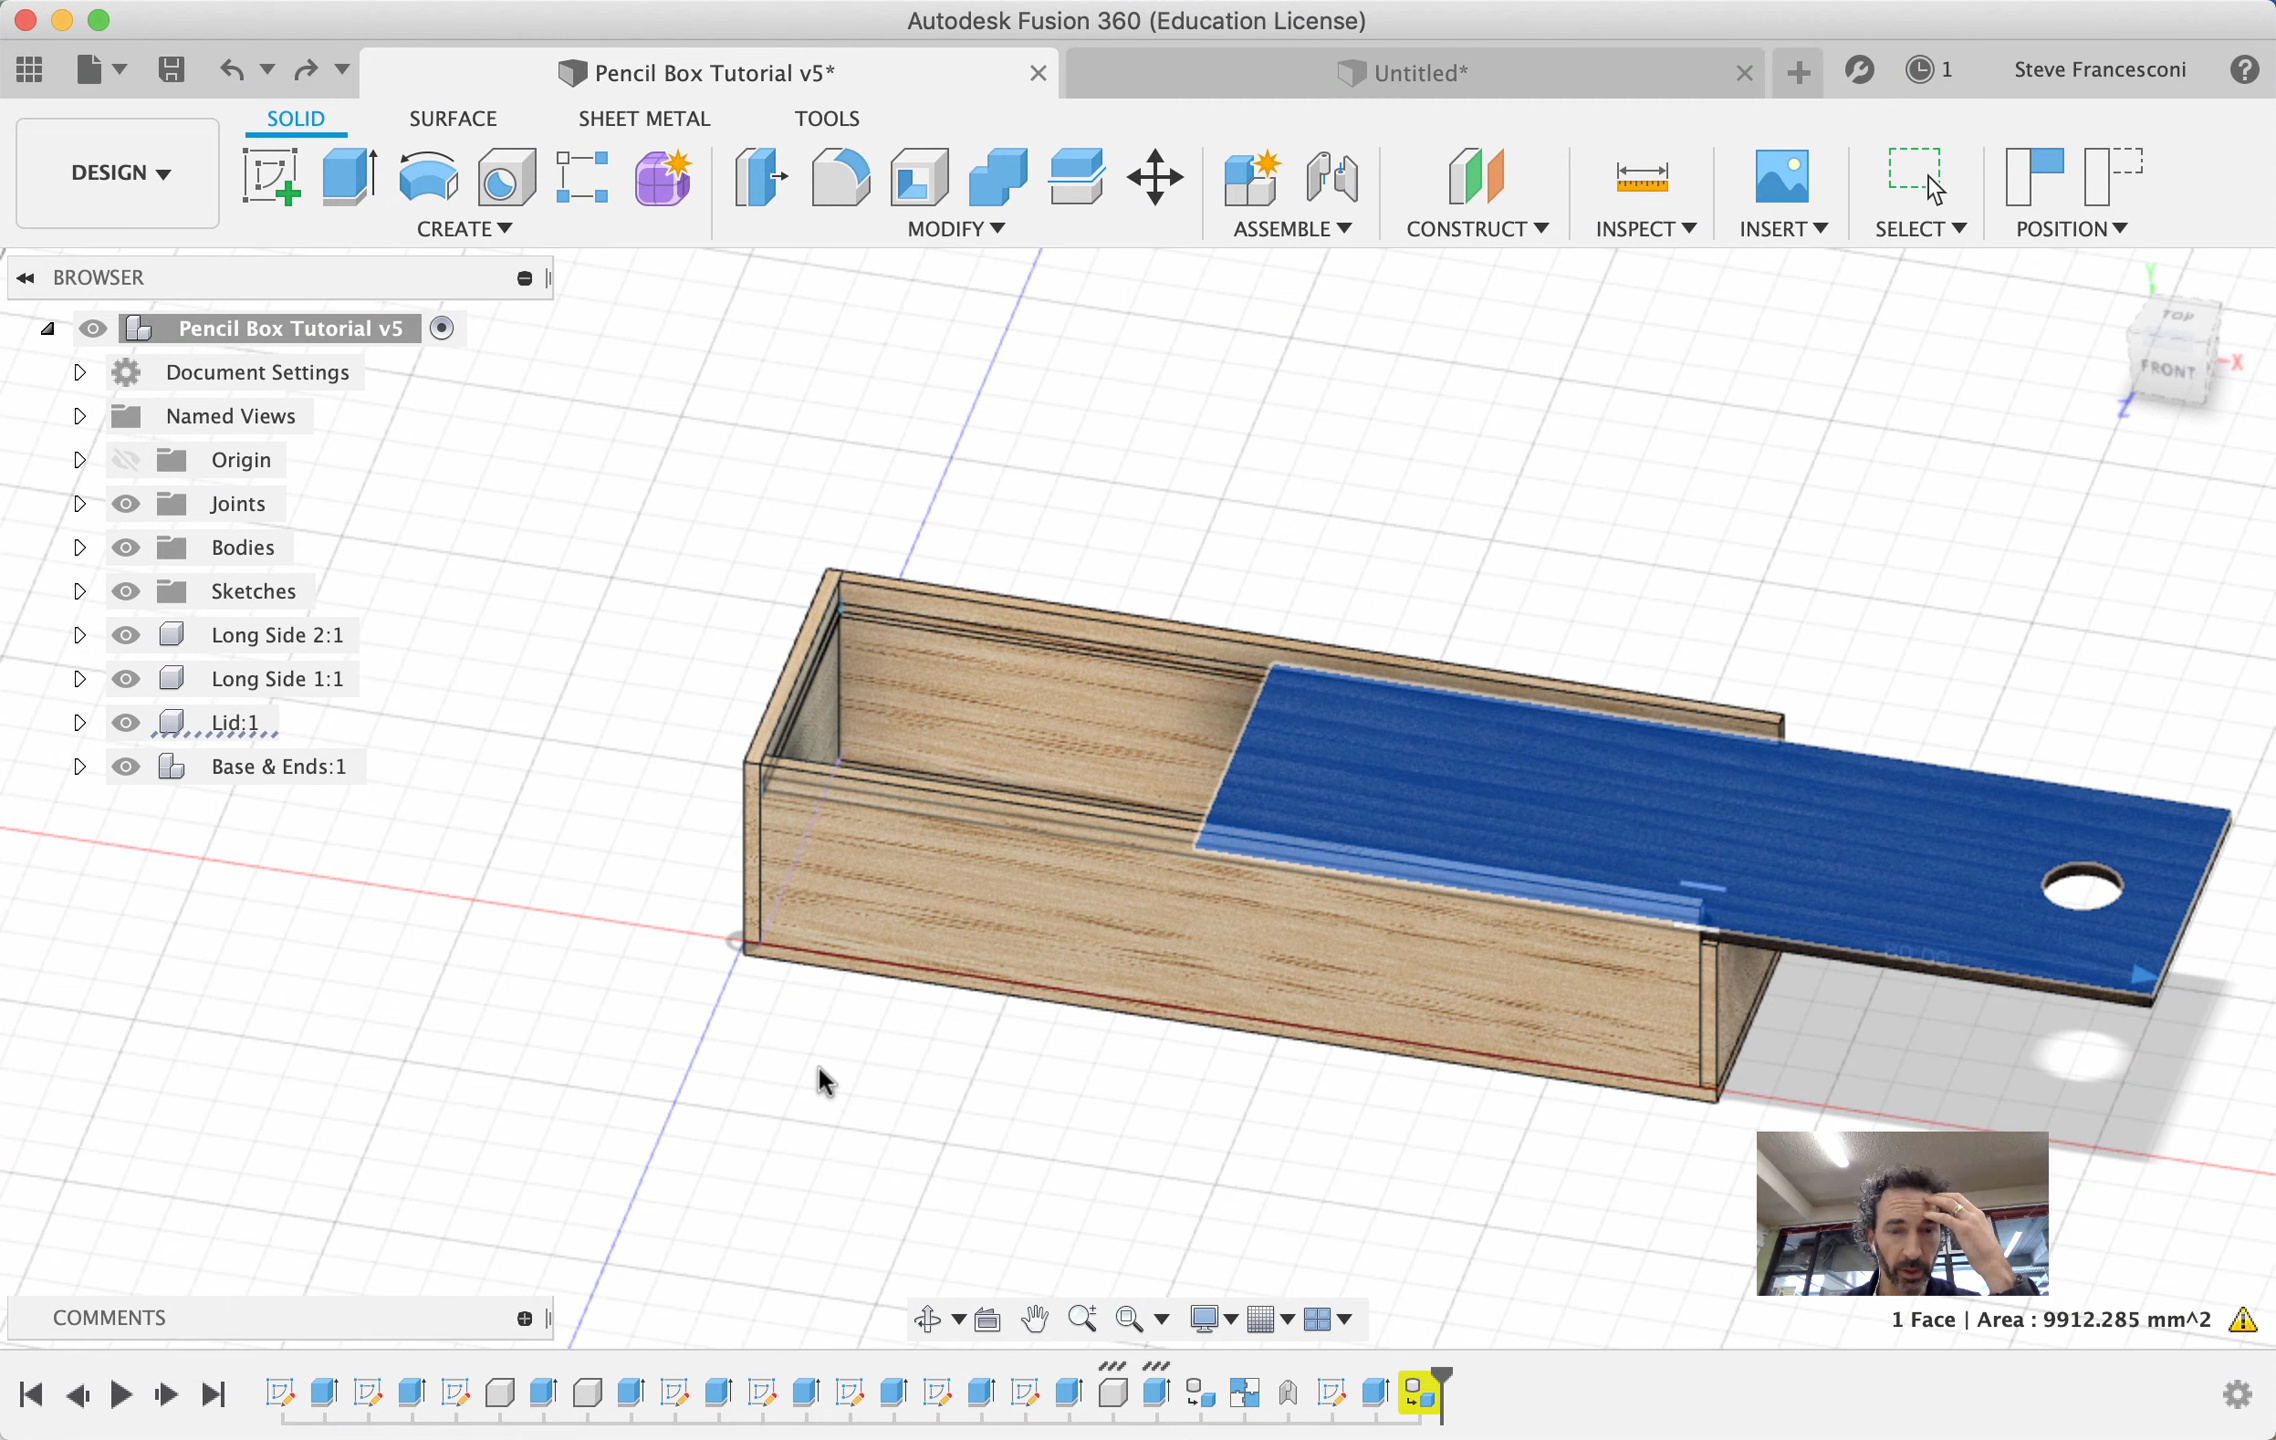 Autodesk Fusion 360 (Education License)
Pencil Box Tutorial v5*
Untitled*
1
Steve Francesconi
SOLID
SURFACE
SHEET METAL
TOOLS
DESIGN
CREATE
MODIFY
ASSEMBLE
CONSTRUCT
INSPECT
INSERT
SELECT
POSITION
BROWSER
Pencil Box Tutorial v5
Document Settings
Named Views
Origin
Joints
Bodies
Sketches
Long Side 2:1
Long Side 1:1
Lid:1
Base & Ends:1
Y
TOP
FRONT
X
Z
COMMENTS
1 Face | Area : 9912.285 mm^2